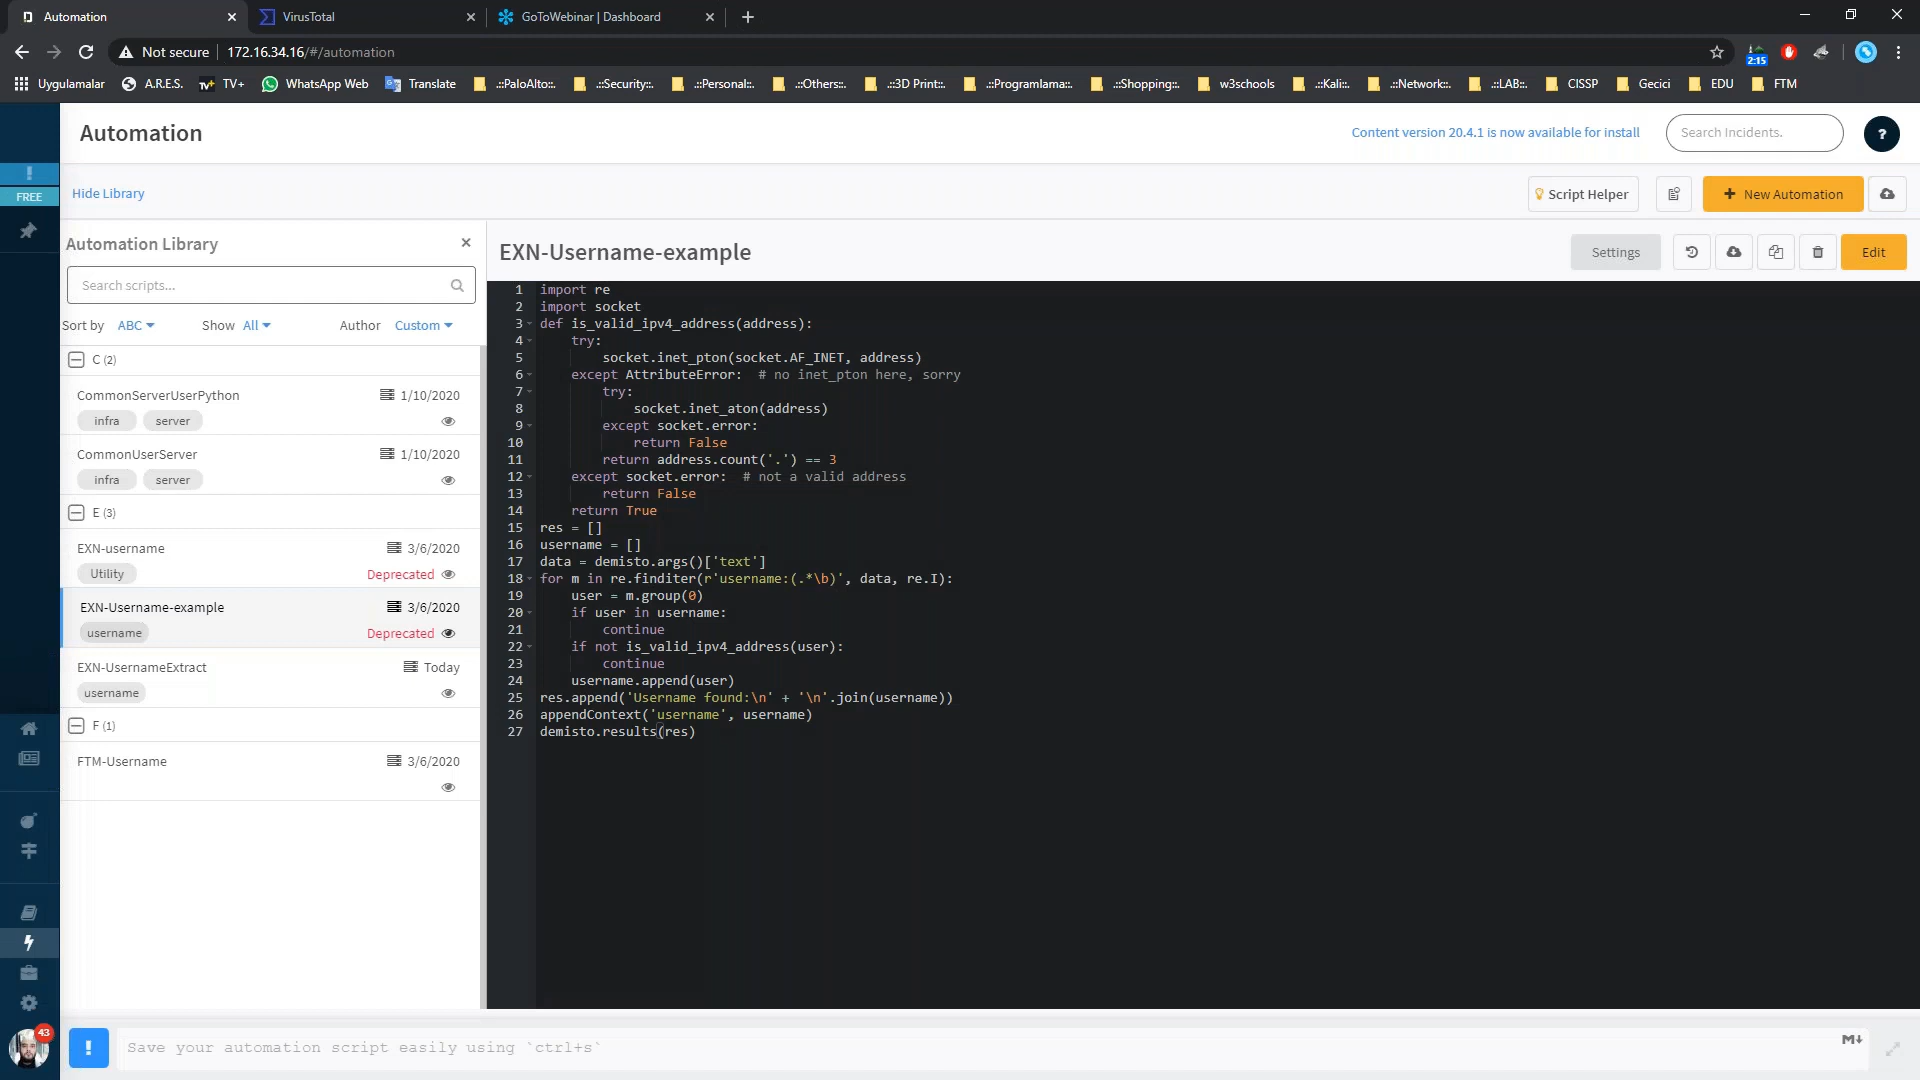 Automation
VirusTotal
GoToWebinar | Dashboard
Not secure
172.16.34.16/#/automation
2:15
Uygulamalar
A.R.E.S.
TV+
WhatsApp Web
Translate
.::PaloAlto::.
.::Security::.
.::Personal::.
.::Others::.
.::3D Print::.
.::Programlama::.
.::Shopping::.
w3schools
.::Kali::.
.::Network::.
.::LAB::.
CISSP
Gecici
EDU
FTM
Automation
Content version 20.4.1 is now available for install
Search Incidents.
?
FREE
Hide Library
Script Helper
+ New Automation
Automation Library
Search scripts...
Sort by ABC
Show All
Author Custom
C (2)
CommonServerUserPython
1/10/2020
infra
server
CommonUserServer
1/10/2020
infra
server
E (3)
EXN-username
3/6/2020
Utility
Deprecated
EXN-Username-example
3/6/2020
username
Deprecated
EXN-UsernameExtract
Today
username
F (1)
FTM-Username
3/6/2020
EXN-Username-example
Settings
Edit
1 import re
2 import socket
3 def is_valid_ipv4_address(address):
4     try:
5         socket.inet_pton(socket.AF_INET, address)
6     except AttributeError:  # no inet_pton here, sorry
7         try:
8             socket.inet_aton(address)
9         except socket.error:
10             return False
11         return address.count('.') == 3
12     except socket.error:  # not a valid address
13         return False
14     return True
15 res = []
16 username = []
17 data = demisto.args()['text']
18 for m in re.finditer(r'username:(.*\b)', data, re.I):
19     user = m.group(0)
20     if user in username:
21         continue
22     if not is_valid_ipv4_address(user):
23         continue
24     username.append(user)
25 res.append('Username found:\n' + '\n'.join(username))
26 appendContext('username', username)
27 demisto.results(res)
43
!
Save your automation script easily using `ctrl+s`
M↓